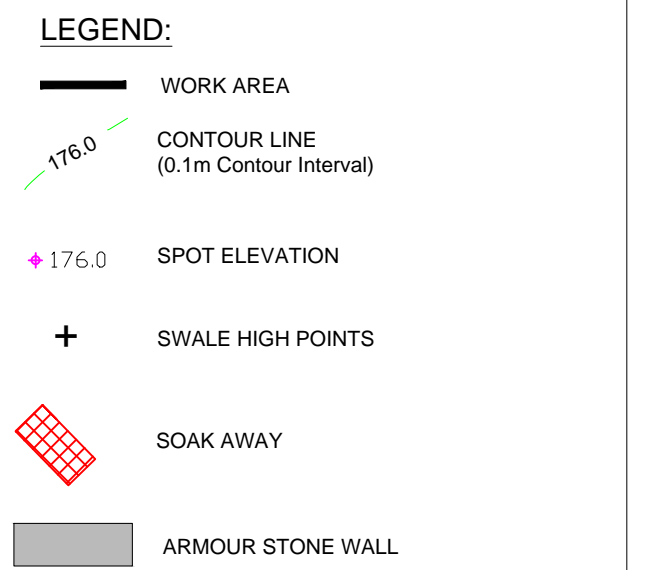 LEGEND:
WORK AREA
176.0
CONTOUR LINE
(0.1m Contour Interval)
176.0
SPOT ELEVATION
SWALE HIGH POINTS
SOAK AWAY
ARMOUR STONE WALL